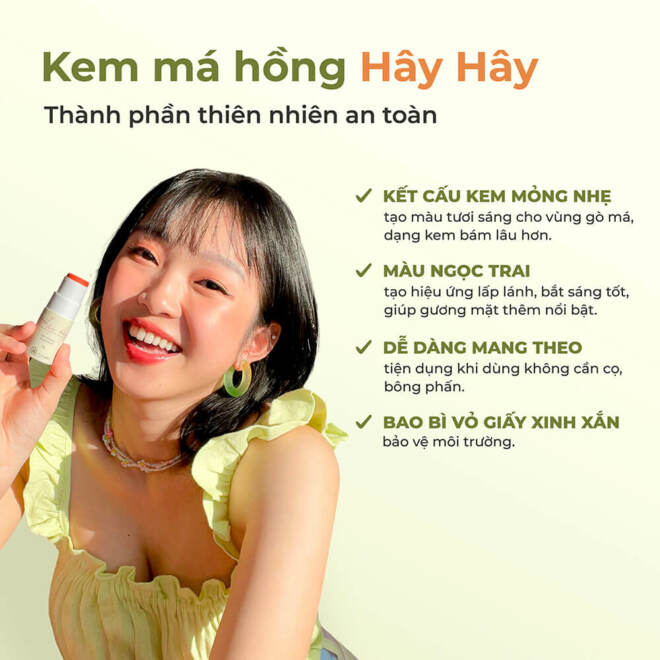 Kem má hồng Hây Hây
Thành phần thiên nhiên an toàn
KẾT CẤU KEM MỎNG NHẸ
tạo màu tươi sáng cho vùng gò má,
dạng kem bám lâu hơn.
MÀU NGỌC TRAI
tạo hiệu ứng lấp lánh, bắt sáng tốt,
giúp gương mặt thêm nổi bật.
DỄ DÀNG MANG THEO
tiện dụng khi dùng không cần cọ,
bông phấn.
BAO BÌ VỎ GIẤY XINH XẮN
bảo vệ môi trường.